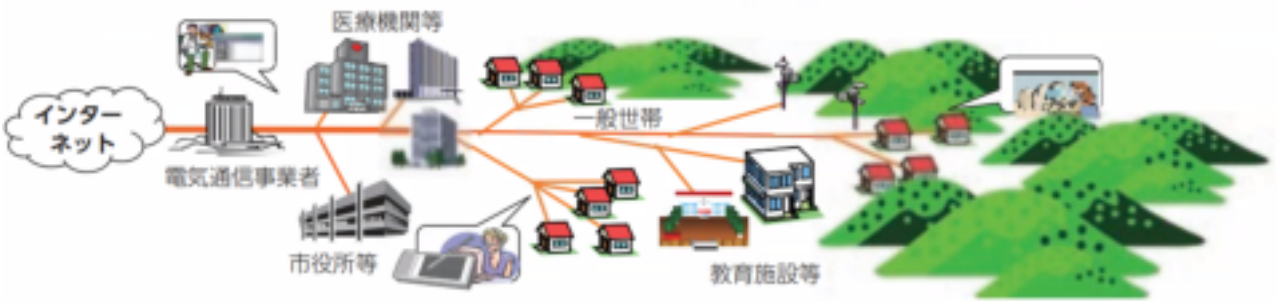 医療機関等
インター
ネット
一般世帯
電気通信事業者
市役所等
教育施設等